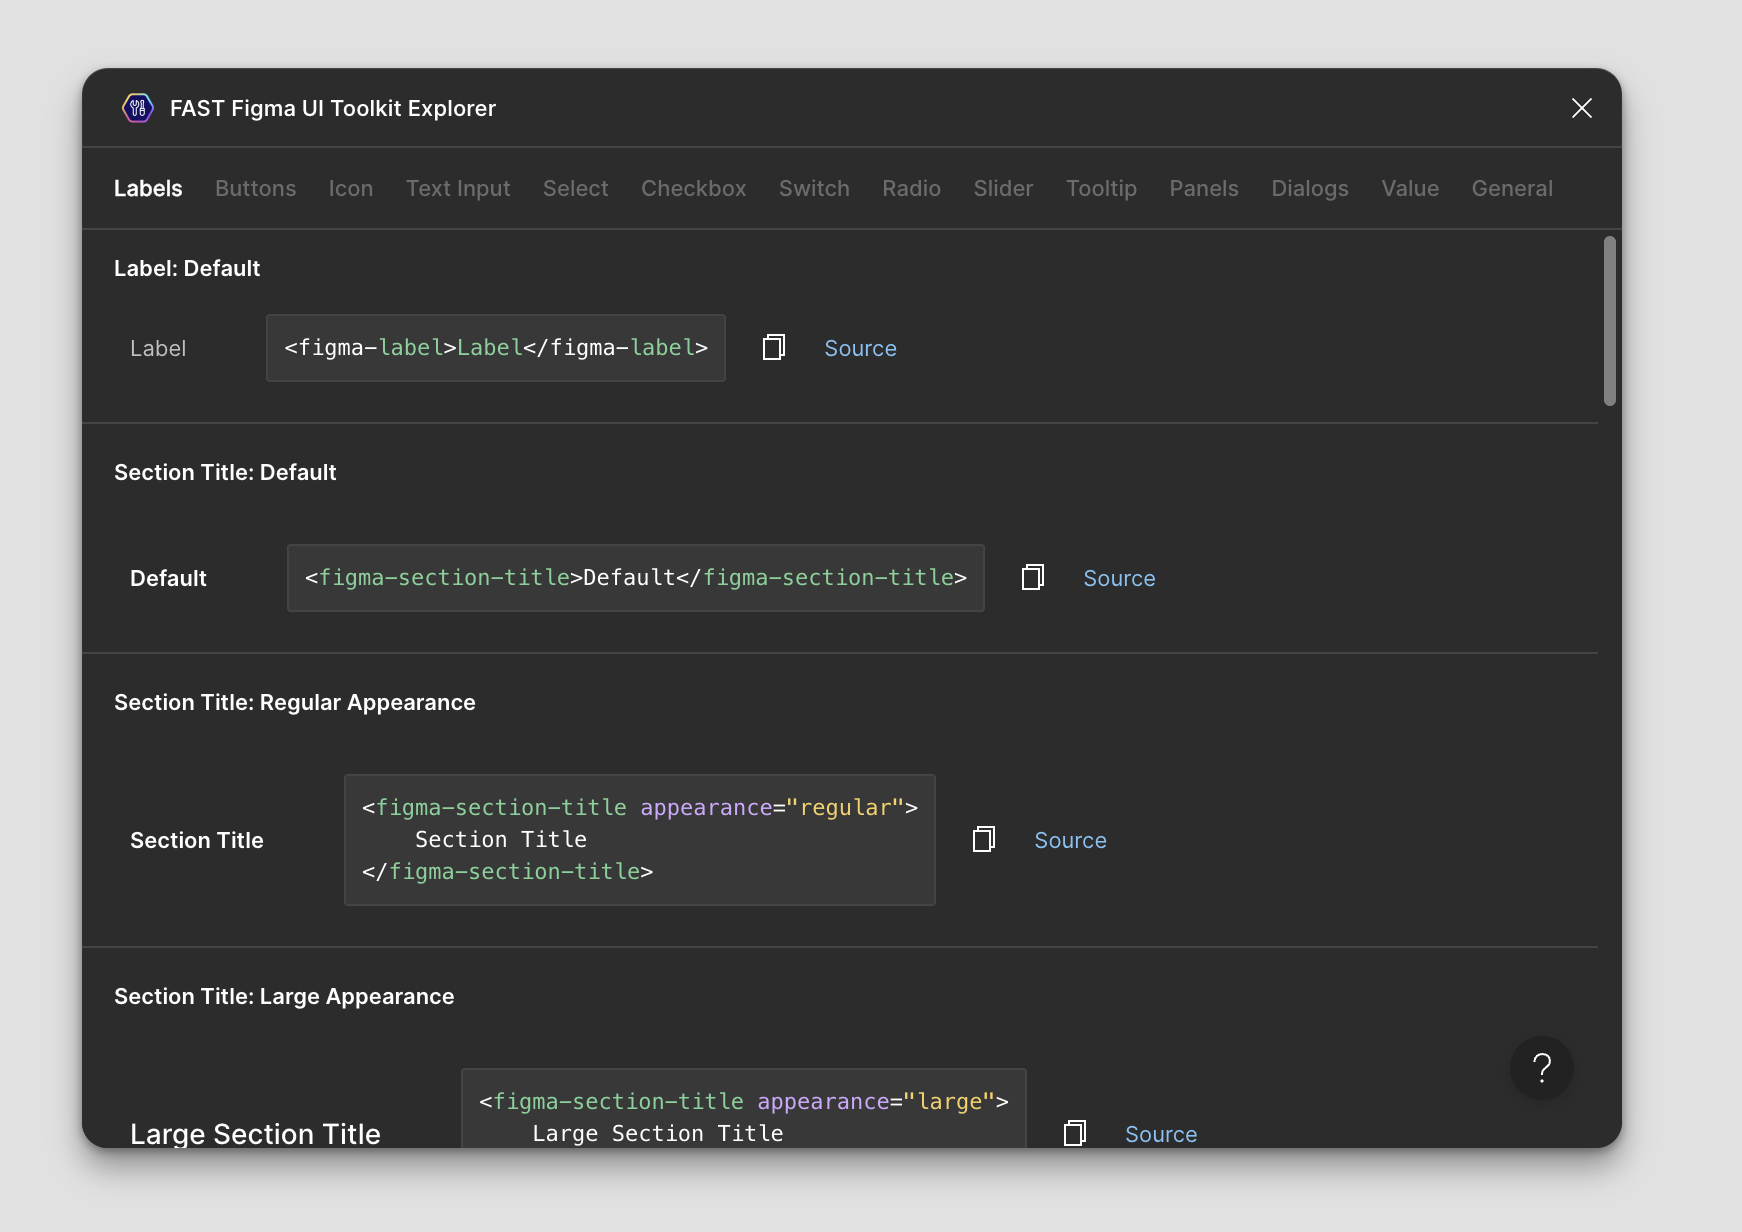 FAST Figma UI Toolkit Explorer
Labels Buttons Icon Text Input Select Checkbox Switch Radio Slider Tooltip Panels Dialogs Value General
Label: Default
Label <figma-label>Label</figma-label> Source
Section Title: Default
Default <figma-section-title>Default</figma-section-title> Source
Section Title: Regular Appearance
<figma-section-title appearance="regular">
Section Title Section Title Source
</figma-section-title>
Section Title: Large Appearance
?
<figma-section-title appearance="large">
Large Section Title Large Section Title Source